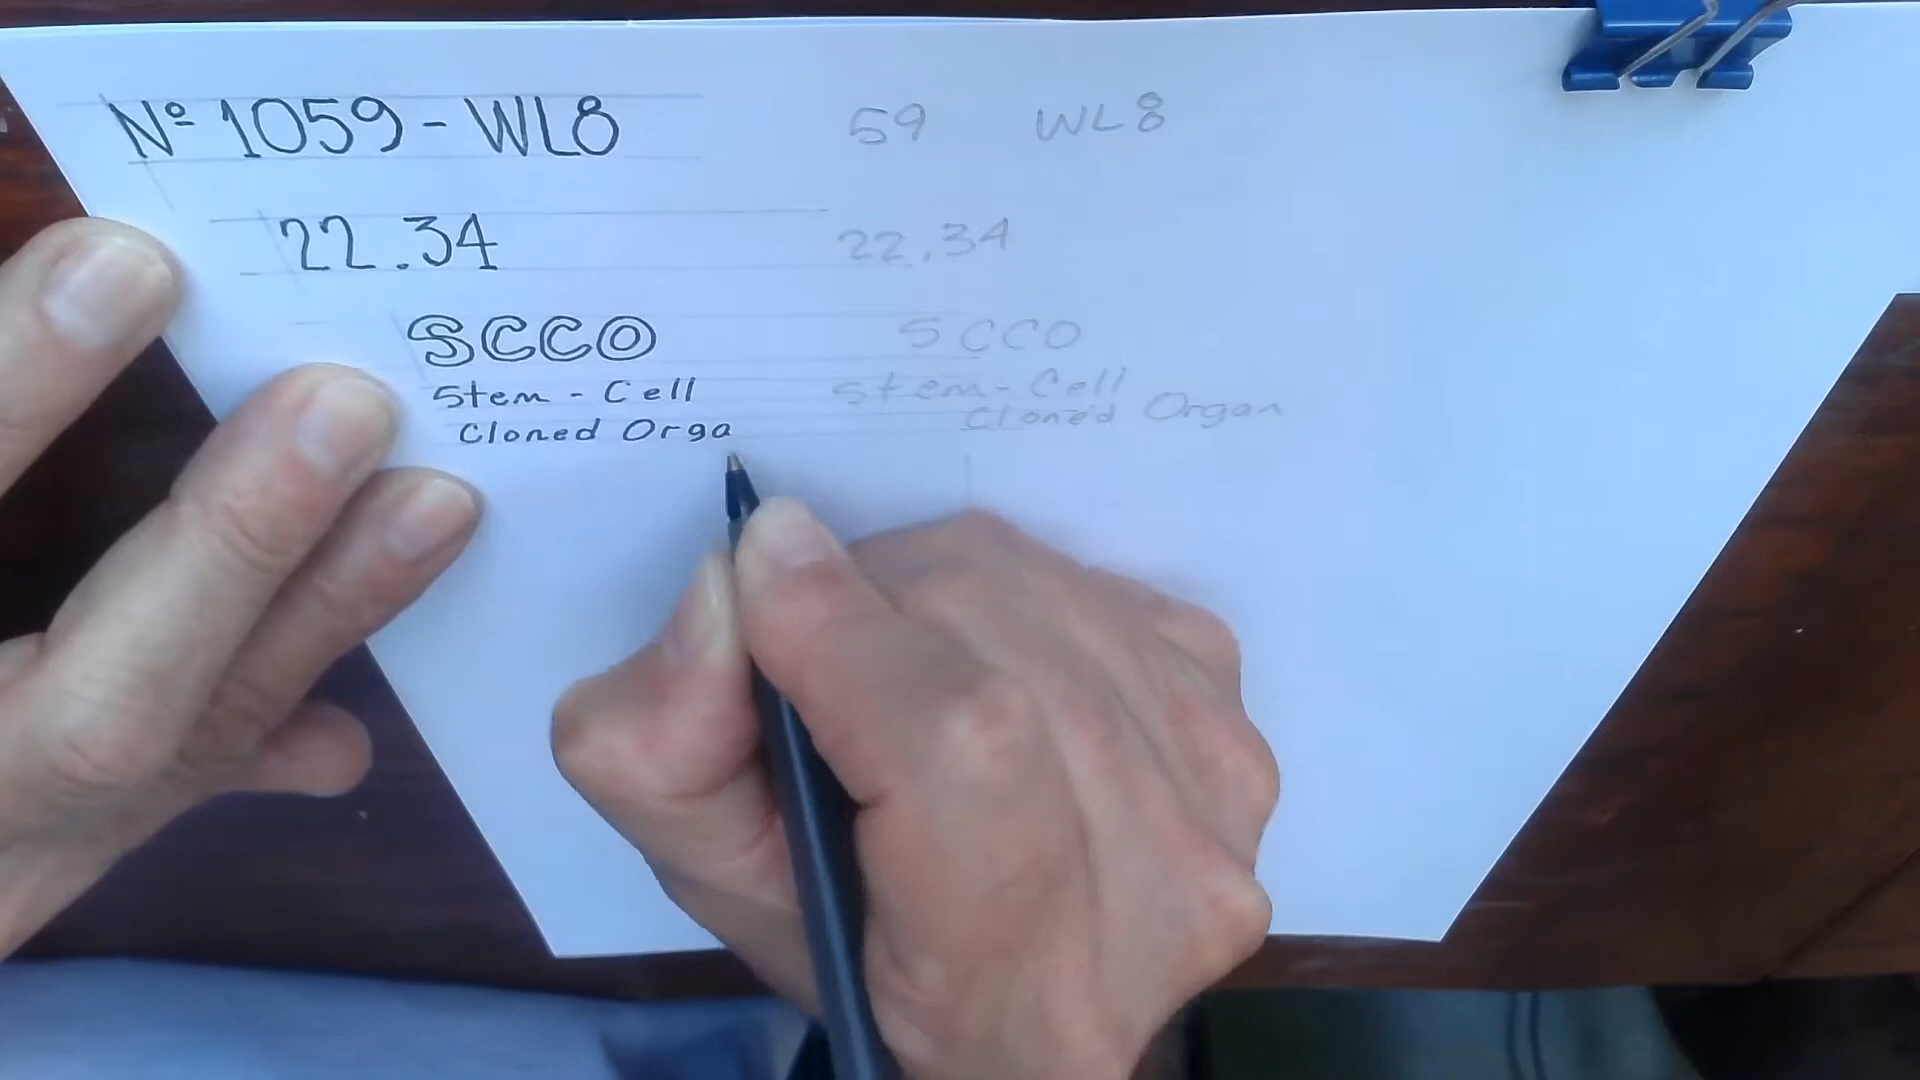 Nº 1059 - WL8 59 WL8
22.34 22.34
SCCO SCCO
Stem - Cell Stem - Cell
Cloned Orga Cloned Organ